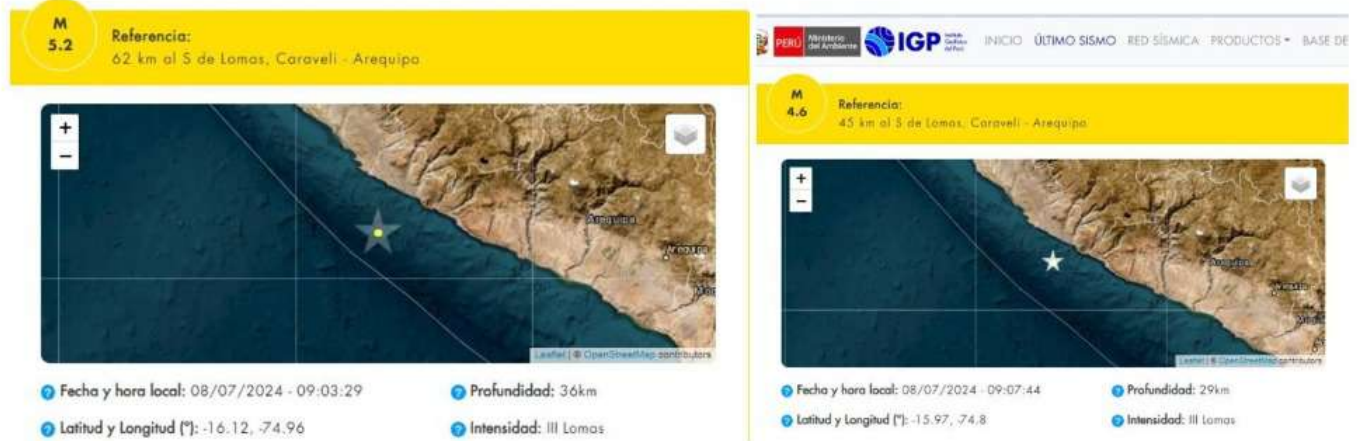 M
5.2
Referencia:
62 km al S de Lomas, Caraveli - Arequipa
+
−
Arequipa
Arequipa
Leaflet | © OpenStreetMap contributors
Fecha y hora local: 08/07/2024 - 09:03:29
Profundidad: 36km
Latitud y Longitud (°): -16.12, -74.96
Intensidad: III Lomas
PERÚ
Ministerio
del Ambiente
IGP
INICIO ÚLTIMO SISMO RED SÍSMICA PRODUCTOS BASE DE
M
4.6
Referencia:
45 km al S de Lomas, Caraveli - Arequipa
+
−
Arequipa
Arequipa
Leaflet | © OpenStreetMap contributors
Fecha y hora local: 08/07/2024 - 09:07:44
Profundidad: 29km
Latitud y Longitud (°): -15.97, -74.8
Intensidad: III Lomas